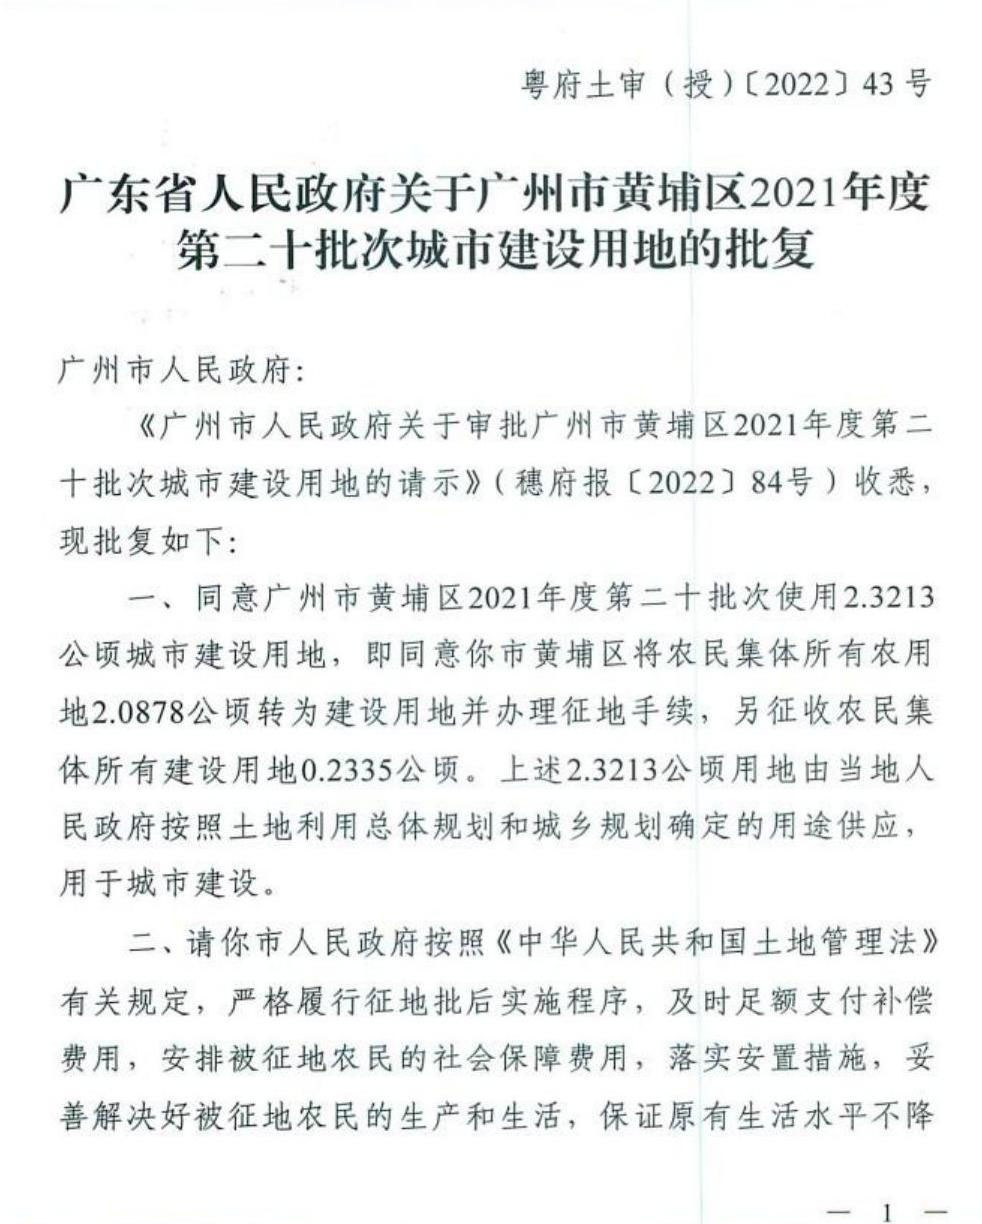 粤府土审（授）〔2022〕43 号
广东省人民政府关于广州市黄埔区2021年度
第二十批次城市建设用地的批复
广州市人民政府：
《广州市人民政府关于审批广州市黄埔区2021年度第二
十批次城市建设用地的请示》（穗府报〔2022〕84号）收悉，
现批复如下：
一、同意广州市黄埔区2021年度第二十批次使用2.3213
公顷城市建设用地，即同意你市黄埔区将农民集体所有农用
地2.0878公顷转为建设用地并办理征地手续，另征收农民集
体所有建设用地0.2335公顷。上述2.3213公顷用地由当地人
民政府按照土地利用总体规划和城乡规划确定的用途供应，
用于城市建设。
二、请你市人民政府按照《中华人民共和国土地管理法》
有关规定，严格履行征地批后实施程序，及时足额支付补偿
费用，安排被征地农民的社会保障费用，落实安置措施，妥
善解决好被征地农民的生产和生活，保证原有生活水平不降
— 1 —